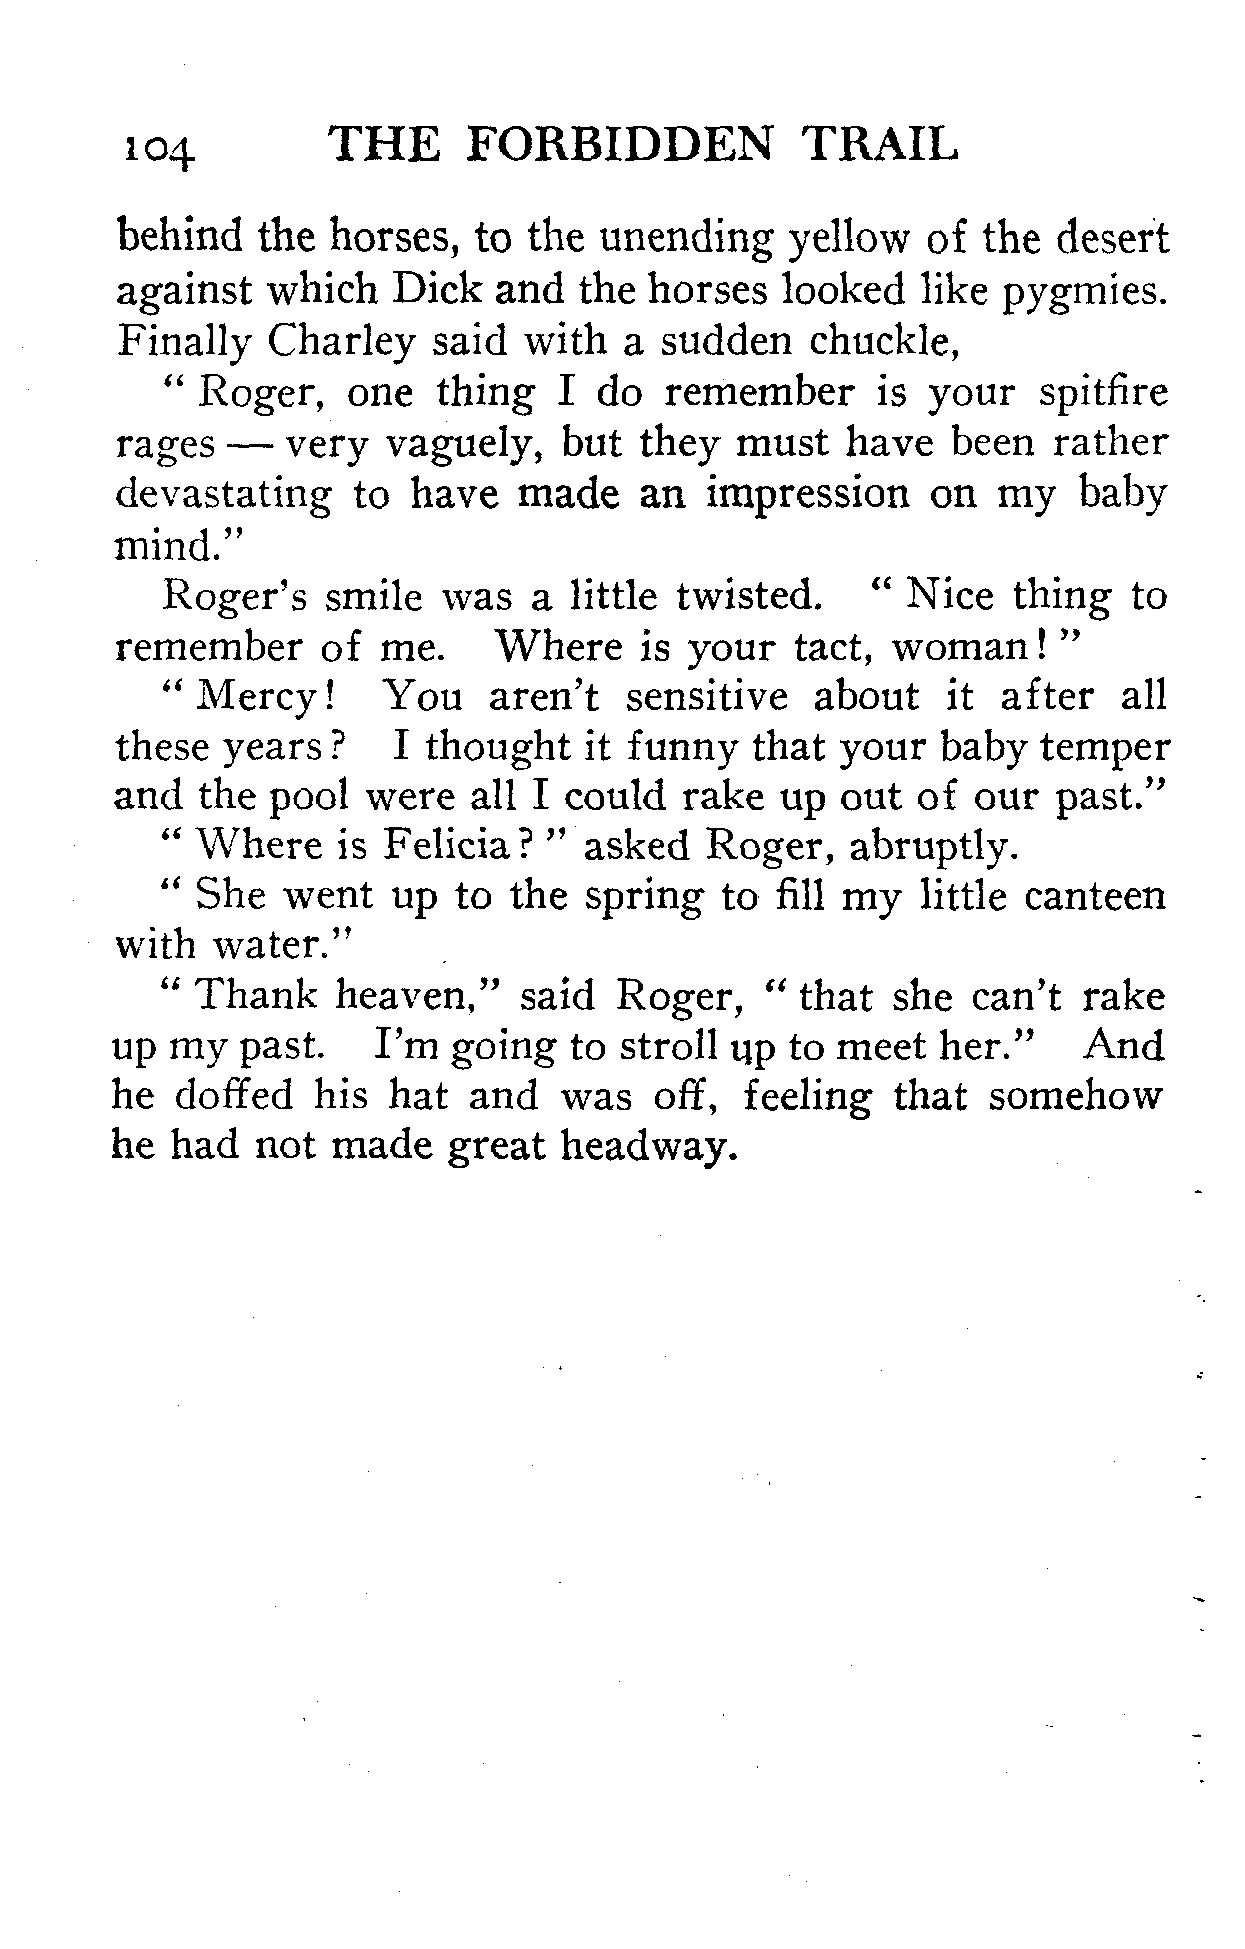 104 THE FORBIDDEN TRAIL
behind the horses, to the unending yellow of the desert
against which Dick and the horses looked like pygmies.
Finally Charley said with a sudden chuckle,
“ Roger, one thing I do remember is your spitfire
rages — very vaguely, but they must have been rather
devastating to have made an impression on my baby
mind.”
Roger’s smile was a little twisted. “ Nice thing to
remember of me. Where is your tact, woman! ”
“ Mercy! You aren’t sensitive about it after all
these years? I thought it funny that your baby temper
and the pool were all I could rake up out of our past.”
“ Where is Felicia? ” asked Roger, abruptly.
“ She went up to the spring to fill my little canteen
with water.”
“ Thank heaven,” said Roger, “ that she can’t rake
up my past. I’m going to stroll up to meet her.” And
he doffed his hat and was off, feeling that somehow
he had not made great headway.